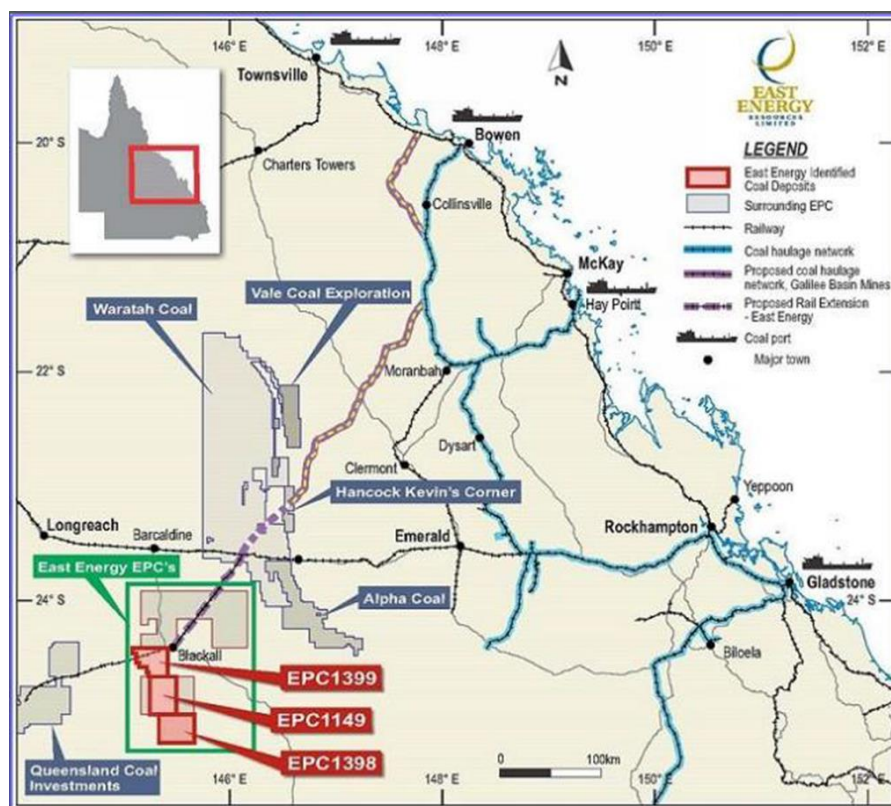 146° E
148° E
150° E
152° E
Townsville
N
EAST
ENERGY
RESOURCES
LIMITED
20° S
Charters Towers
Bowen
LEGEND
East Energy Identified
Coal Deposits
Surrounding EPC
Railway
Coal haulage network
Proposed coal haulage
network, Galilee Basin Mines
Proposed Rail Extension
- East Energy
Coal port
Major town
Collinsville
McKay
Hay Point
Vale Coal Exploration
Waratah Coal
22° S
Moranbah
Dysart
Clermont
Hancock Kevin's Corner
Yeppoon
Longreach
Barcaldine
Emerald
Rockhampton
East Energy EPC's
Gladstone
24° S
Alpha Coal
24° S
Blackall
Biloela
EPC1399
EPC1149
EPC1398
Queensland Coal
Investments
0
100km
146° E
148° E
150° E
152° E